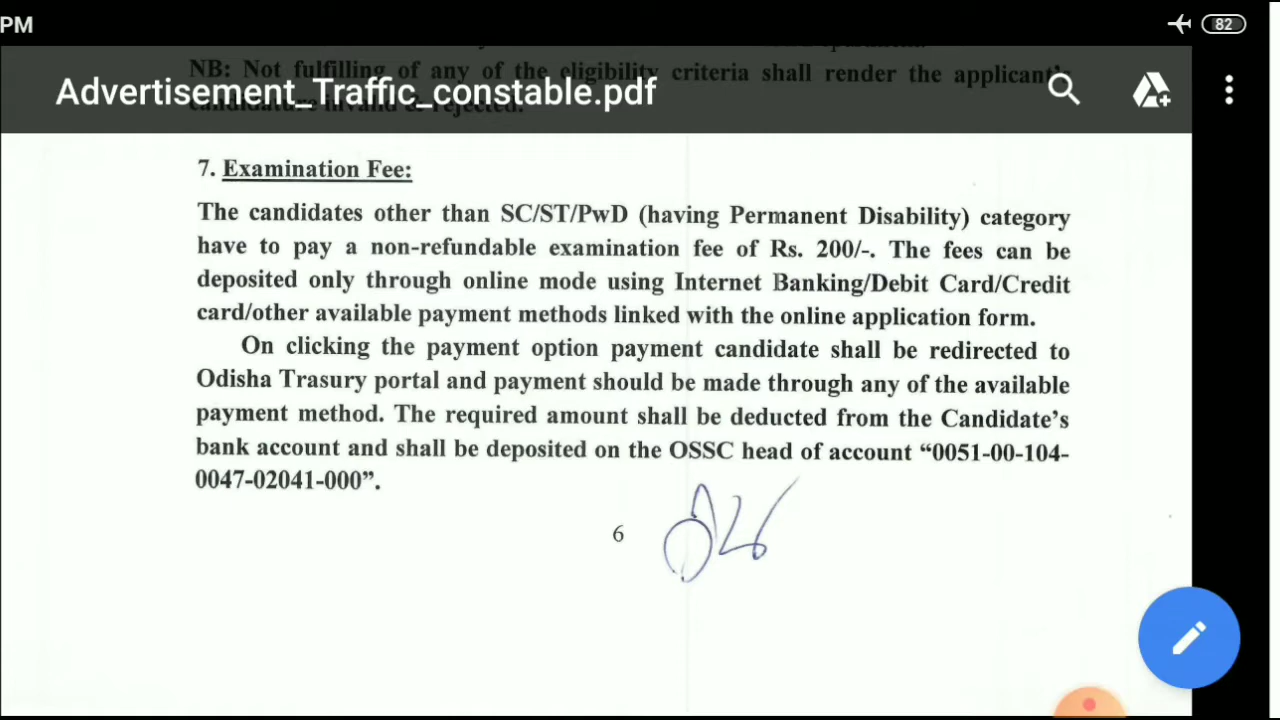 PM
82
NB: Not fulfilling of any of the eligibility criteria shall render the applicant's
Advertisement_Traffic_constable.pdf
candidature invalid & rejected.
7. Examination Fee:
The candidates other than SC/ST/PwD (having Permanent Disability) category
have to pay a non-refundable examination fee of Rs. 200/-. The fees can be
deposited only through online mode using Internet Banking/Debit Card/Credit
card/other available payment methods linked with the online application form.
On clicking the payment option payment candidate shall be redirected to
Odisha Trasury portal and payment should be made through any of the available
payment method. The required amount shall be deducted from the Candidate's
bank account and shall be deposited on the OSSC head of account “0051-00-104-
0047-02041-000”.
6